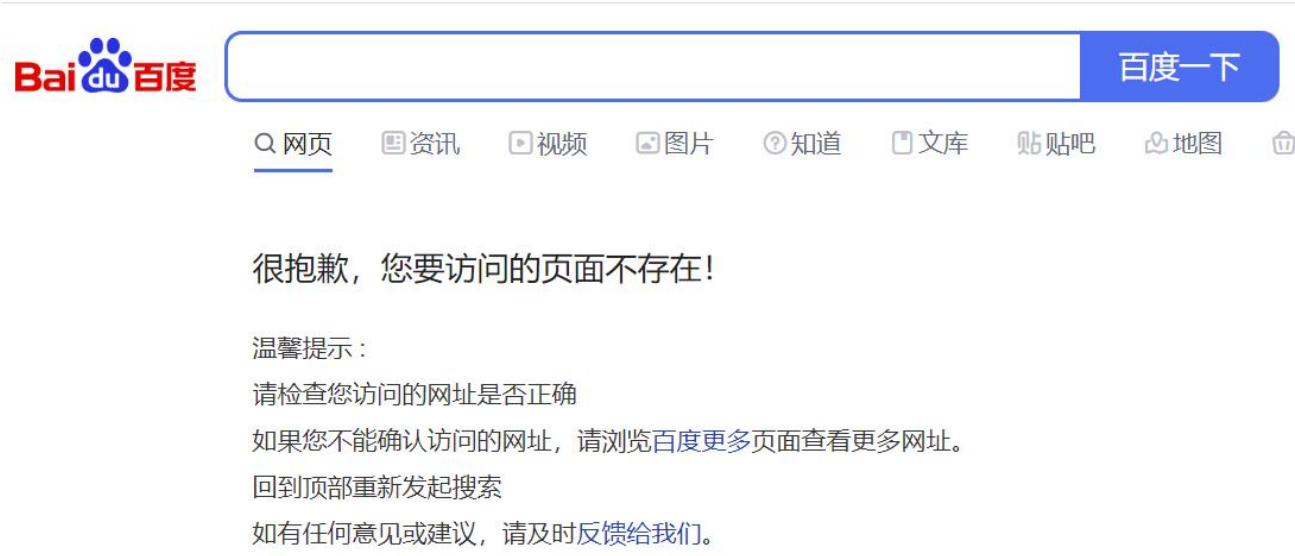 Bai du 百度 百度一下
网页 资讯 视频 图片 知道 文库 贴贴吧 地图
很抱歉，您要访问的页面不存在！
温馨提示：
请检查您访问的网址是否正确
如果您不能确认访问的网址，请浏览百度更多页面查看更多网址。
回到顶部重新发起搜索
如有任何意见或建议，请及时反馈给我们。